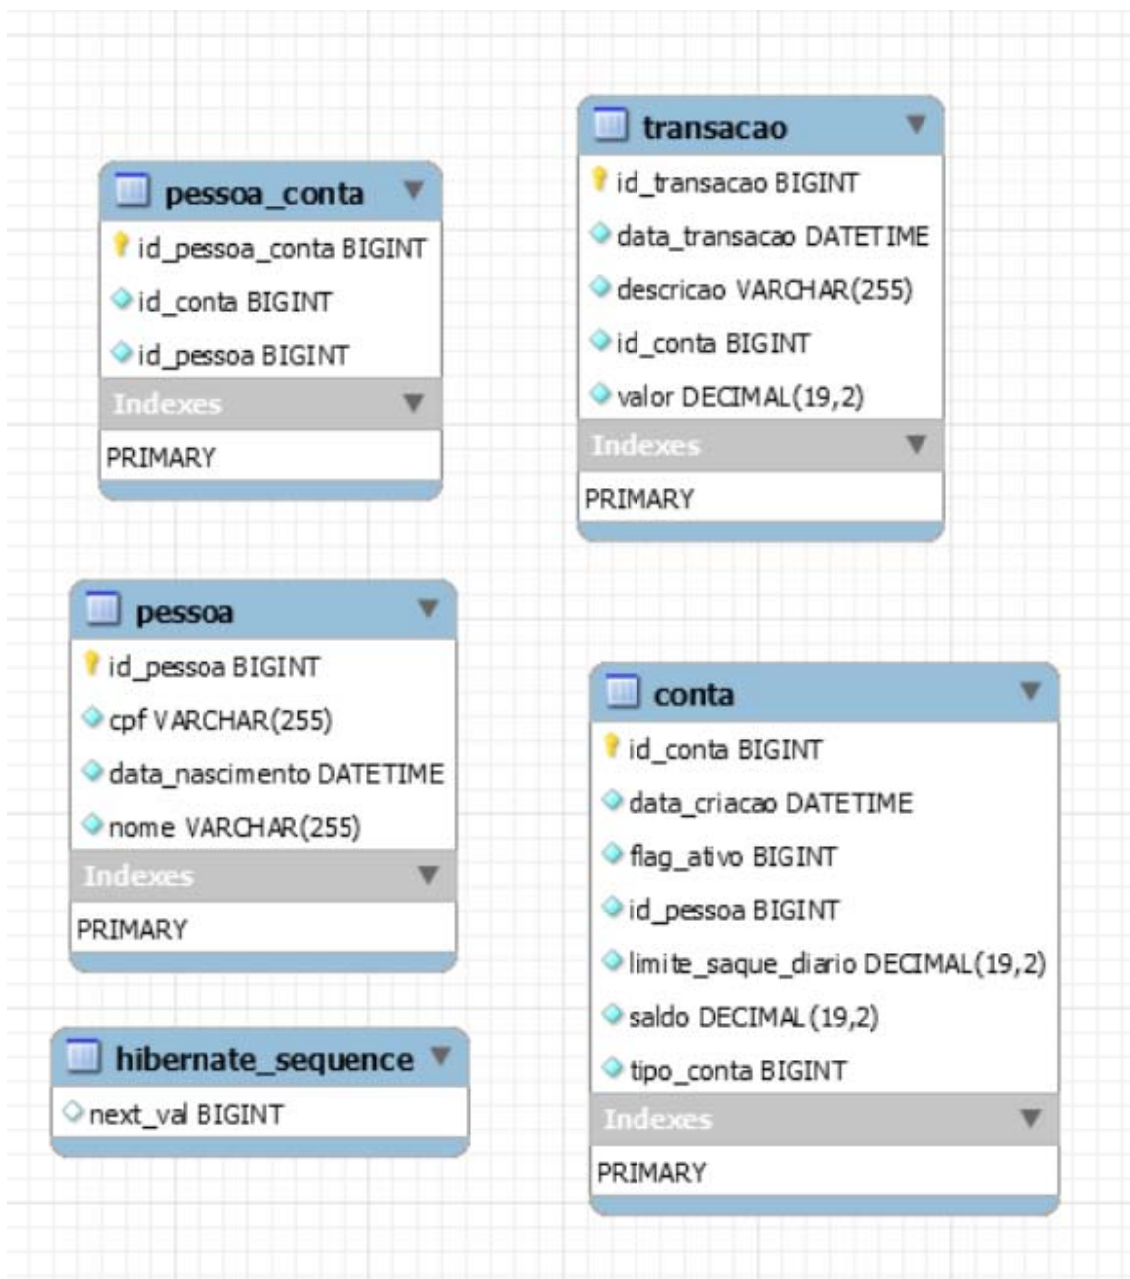 pessoa_conta
id_pessoa_conta BIGINT
id_conta BIGINT
id_pessoa BIGINT
Indexes
PRIMARY
transacao
id_transacao BIGINT
data_transacao DATETIME
descricao VARCHAR(255)
id_conta BIGINT
valor DECIMAL(19,2)
Indexes
PRIMARY
pessoa
id_pessoa BIGINT
cpf VARCHAR(255)
data_nascimento DATETIME
nome VARCHAR(255)
Indexes
PRIMARY
conta
id_conta BIGINT
data_criacao DATETIME
flag_ativo BIGINT
id_pessoa BIGINT
limite_saque_diario DECIMAL(19,2)
saldo DECIMAL(19,2)
tipo_conta BIGINT
Indexes
PRIMARY
hibernate_sequence
next_val BIGINT